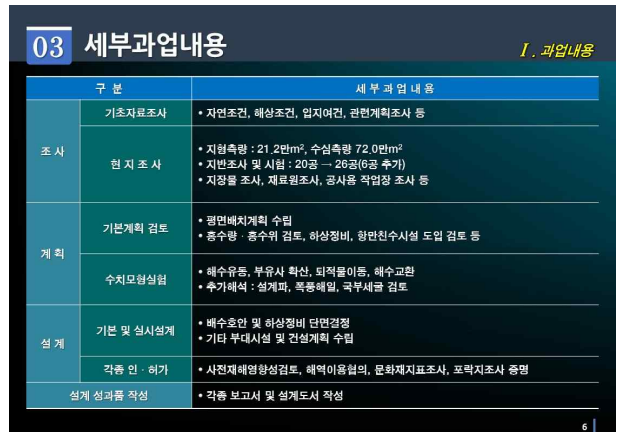 03 세부과업내용
Ⅰ. 과업내용
구 분 세 부 과 업 내 용
조 사
기초자료조사
• 자연조건, 해상조건, 입지여건, 관련계획조사 등
현 지 조 사
• 지형측량 : 21.2만m², 수심측량 72.0만m²
• 지반조사 및 시험 : 20공 → 26공(6공 추가)
• 지장물 조사, 재료원조사, 공사용 작업장 조사 등
계 획
기본계획 검토
• 평면배치계획 수립
• 홍수량 · 홍수위 검토, 하상정비, 항만친수시설 도입 검토 등
수치모형실험
• 해수유동, 부유사 확산, 퇴적물이동, 해수교환
• 추가해석 : 설계파, 폭풍해일, 국부세굴 검토
설 계
기본 및 실시설계
• 배수호안 및 하상정비 단면결정
• 기타 부대시설 및 건설계획 수립
각종 인 · 허가
• 사전재해영향성검토, 해역이용협의, 문화재지표조사, 포락지조사 증명
설계 성과품 작성
• 각종 보고서 및 설계도서 작성
6